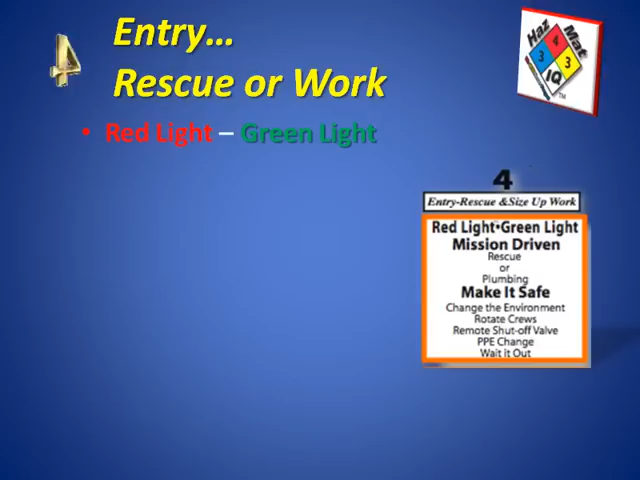 4
Entry…
Rescue or Work
Haz Mat
4
3
3
IQ
TM
• Red Light – Green Light
4
Entry-Rescue &Size Up Work
Red Light•Green Light
Mission Driven
Rescue
or
Plumbing
Make It Safe
Change the Environment
Rotate Crews
Remote Shut-off Valve
PPE Change
Wait it Out